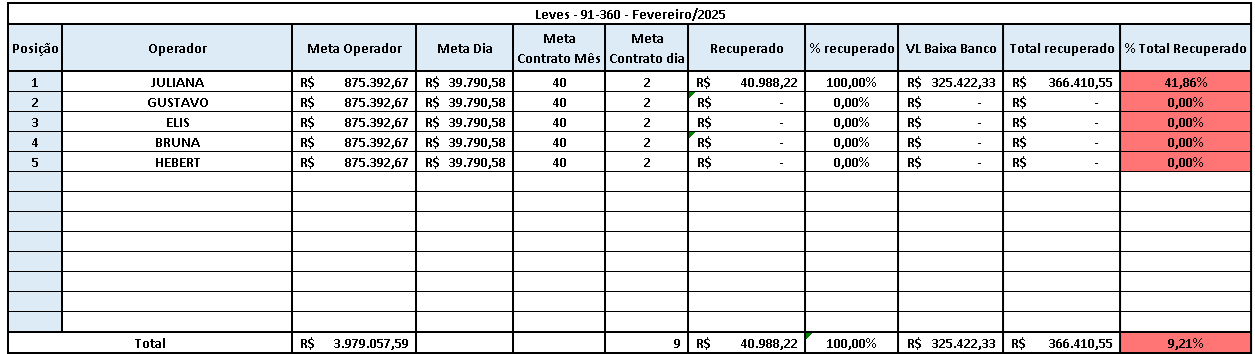 Leves - 91-360 - Fevereiro/2025
Posição Operador Meta Operador Meta Dia Meta Contrato Mês Meta Contrato dia Recuperado % recuperado VL Baixa Banco Total recuperado % Total Recuperado
1 JULIANA R$ 875.392,67 R$ 39.790,58 40 2 R$ 40.988,22 100,00% R$ 325.422,33 R$ 366.410,55 41,86%
2 GUSTAVO R$ 875.392,67 R$ 39.790,58 40 2 R$ - 0,00% R$ - R$ - 0,00%
3 ELIS R$ 875.392,67 R$ 39.790,58 40 2 R$ - 0,00% R$ - R$ - 0,00%
4 BRUNA R$ 875.392,67 R$ 39.790,58 40 2 R$ - 0,00% R$ - R$ - 0,00%
5 HEBERT R$ 875.392,67 R$ 39.790,58 40 2 R$ - 0,00% R$ - R$ - 0,00%
Total R$ 3.979.057,59 9 R$ 40.988,22 100,00% R$ 325.422,33 R$ 366.410,55 9,21%